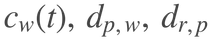 c_w(t), d_{p,w}, d_{r,p}